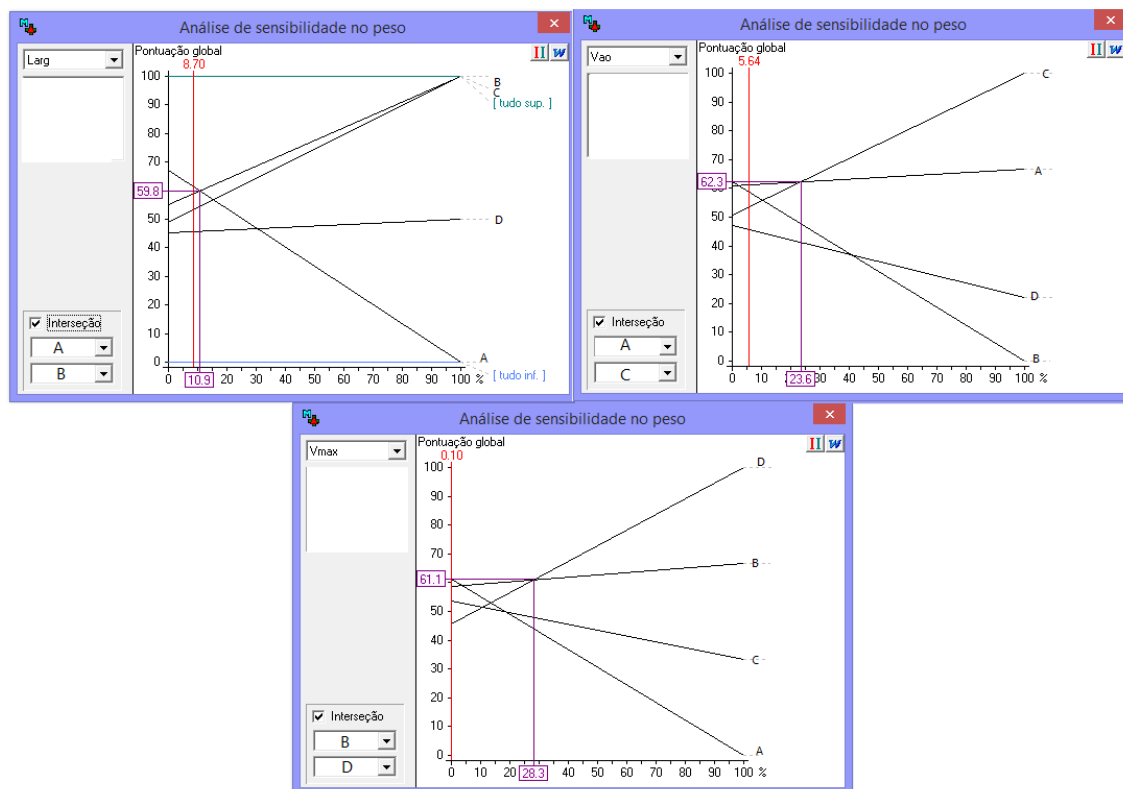 Análise de sensibilidade no peso
Larg
Pontuação global
8.70
100
90
80
70
59.8
50
40
30
20
10
0
B
C
[ tudo sup. ]
D
A
[ tudo inf. ]
0 10.9 20 30 40 50 60 70 80 90 100 %
Interseção
A
B
Análise de sensibilidade no peso
Vao
Pontuação global
5.64
100
90
80
70
62.3
50
40
30
20
10
0
C
A
D
B
0 10 23.6 30 40 50 60 70 80 90 100 %
Interseção
A
C
Análise de sensibilidade no peso
Vmax
Pontuação global
0.10
100
90
80
70
61.1
50
40
30
20
10
0
D
B
C
A
0 10 20 28.3 40 50 60 70 80 90 100 %
Interseção
B
D